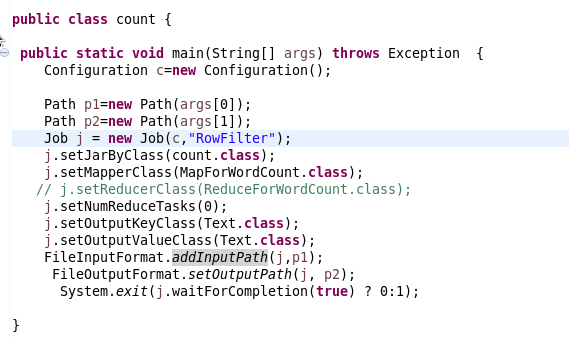 public class count {
public static void main(String[] args) throws Exception  {
Configuration c=new Configuration();
Path p1=new Path(args[0]);
Path p2=new Path(args[1]);
Job j = new Job(c,"RowFilter");
j.setJarByClass(count.class);
j.setMapperClass(MapForWordCount.class);
// j.setReducerClass(ReduceForWordCount.class);
j.setNumReduceTasks(0);
j.setOutputKeyClass(Text.class);
j.setOutputValueClass(Text.class);
FileInputFormat.addInputPath(j,p1);
FileOutputFormat.setOutputPath(j, p2);
System.exit(j.waitForCompletion(true) ? 0:1);
}